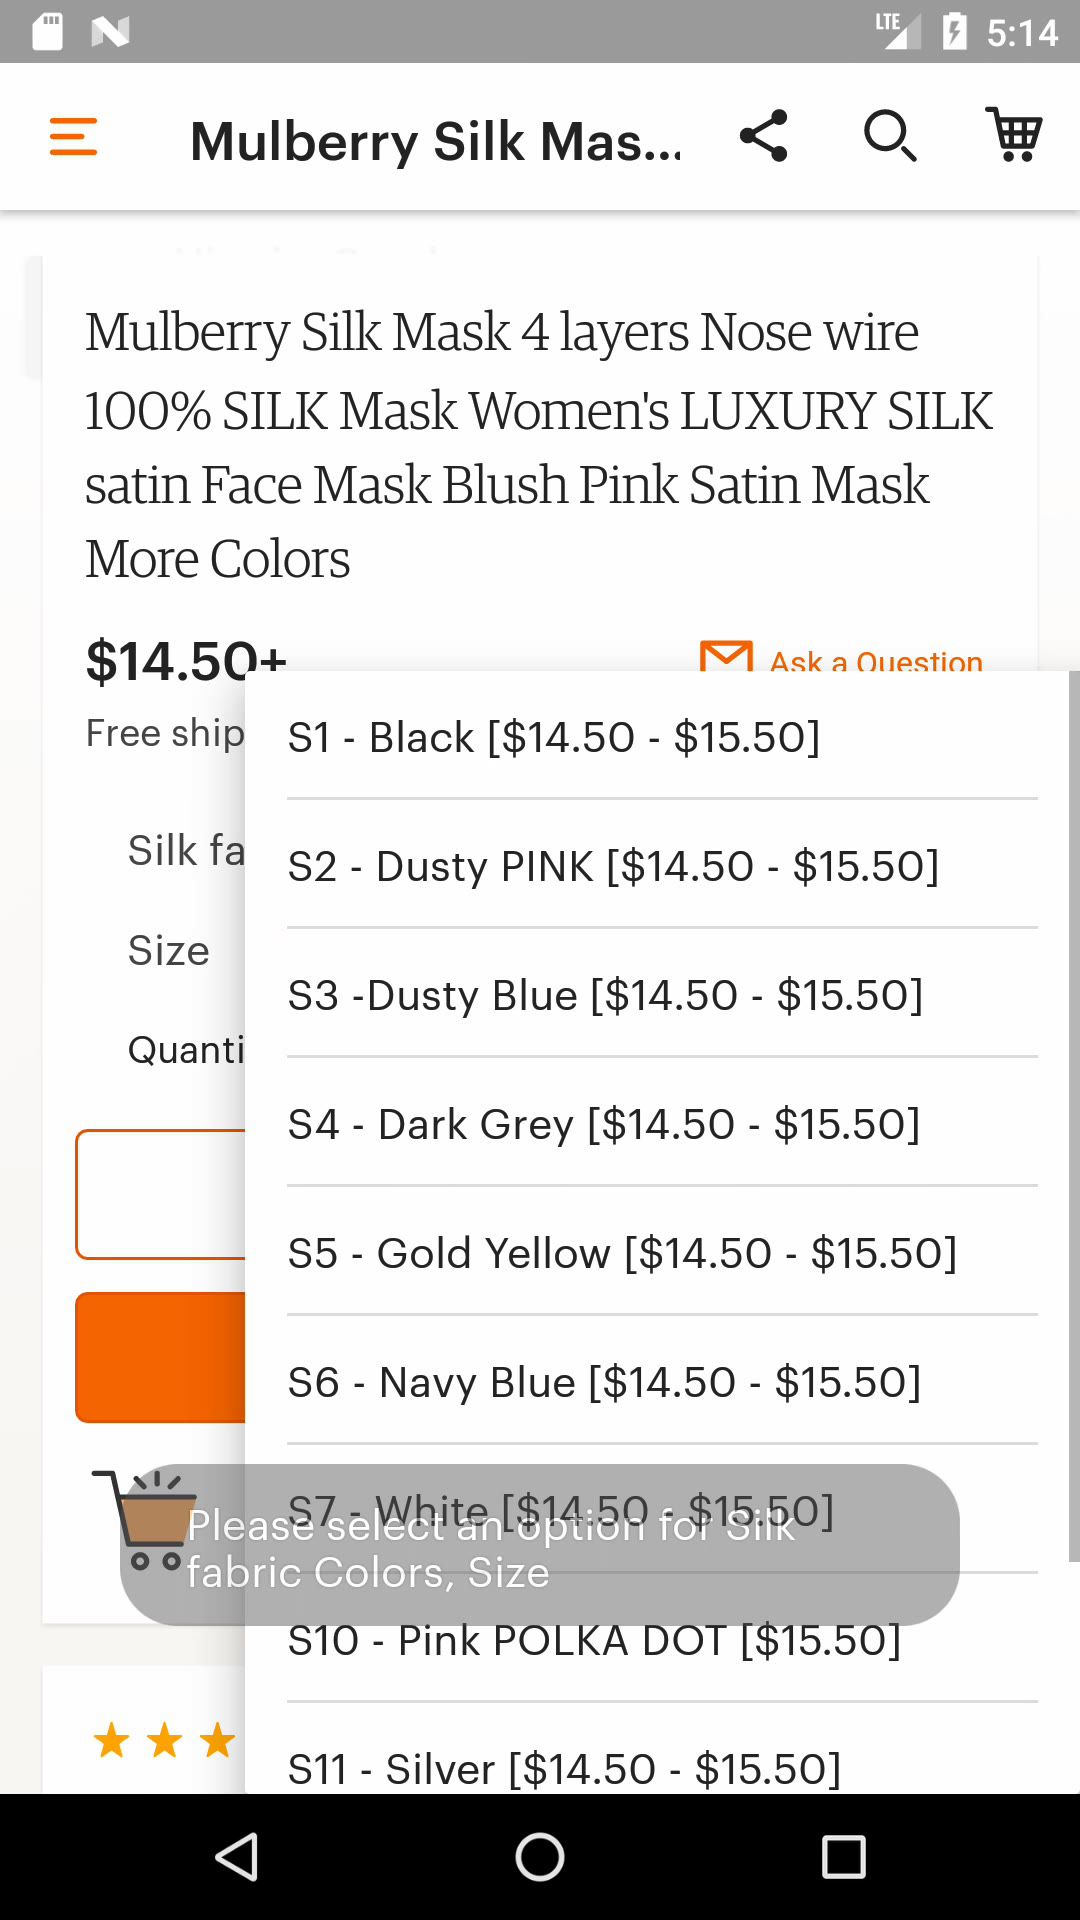 LTE 5:14
Mulberry Silk Mas...
Mulberry Silk Mask 4 layers Nose wire
100% SILK Mask Women's LUXURY SILK
satin Face Mask Blush Pink Satin Mask
More Colors
$14.50+
Ask a Question
Free ship
Silk fa
Size
Quanti
S1 - Black [$14.50 - $15.50]
S2 - Dusty PINK [$14.50 - $15.50]
S3 -Dusty Blue [$14.50 - $15.50]
S4 - Dark Grey [$14.50 - $15.50]
S5 - Gold Yellow [$14.50 - $15.50]
S6 - Navy Blue [$14.50 - $15.50]
S7 - White [$14.50 - $15.50]
Please select an option for Silk
fabric Colors, Size
S10 - Pink POLKA DOT [$15.50]
S11 - Silver [$14.50 - $15.50]